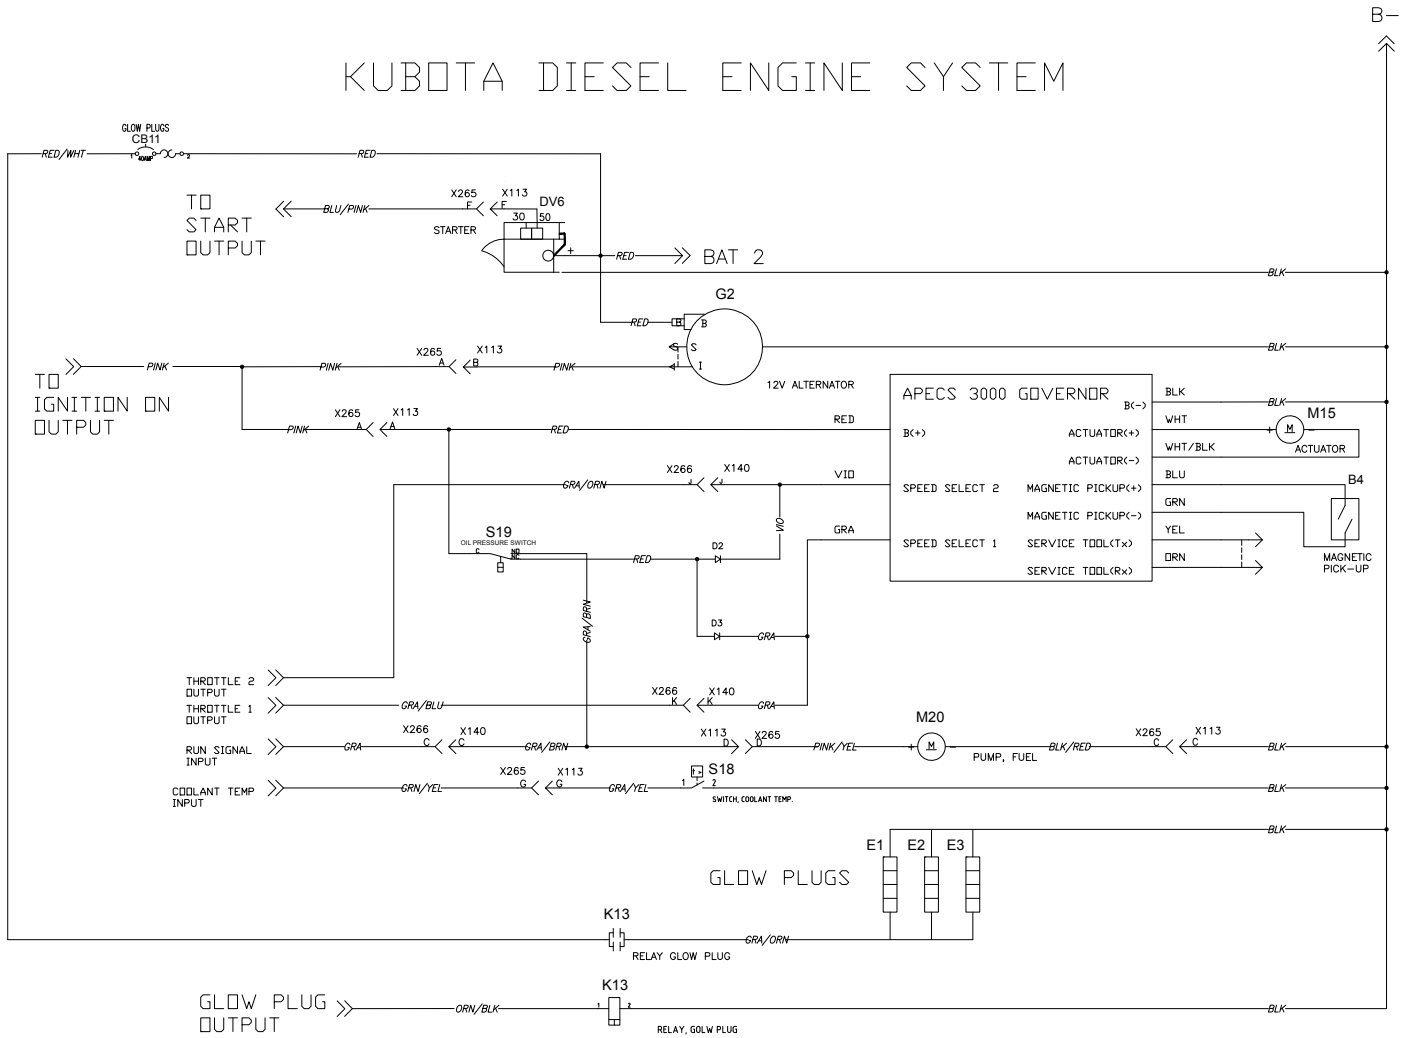 B-
KUBOTA DIESEL ENGINE SYSTEM
GLOW PLUGS
CB11
RED/WHT 1 40AMP 2 RED
TO
START
OUTPUT
BLU/PINK
X265 X113
F F
DV6
30 50
STARTER
+
RED
BAT 2
BLK
G2
RED
B
B
S S
I
BLK
12V ALTERNATOR
TO
IGNITION ON
OUTPUT
PINK PINK
X265 X113
A B
PINK
X265 X113
PINK A A RED
RED
APECS 3000 GOVERNOR
B(+)
SPEED SELECT 2
SPEED SELECT 1
B(-)
ACTUATOR(+)
ACTUATOR(-)
MAGNETIC PICKUP(+)
MAGNETIC PICKUP(-)
SERVICE TOOL(Tx)
SERVICE TOOL(Rx)
BLK
BLK
WHT
WHT/BLK
BLU
GRN
YEL
ORN
M15
+ M -
ACTUATOR
B4
MAGNETIC
PICK-UP
X266 X140
GRA/ORN J J
VIO
VIO
GRA
S19
OIL PRESSURE SWITCH
C NO
NC
RED
D2
D3
GRA
GRA/BRN
THROTTLE 2
OUTPUT
THROTTLE 1
OUTPUT
GRA/BLU
X266 X140
K K
GRA
RUN SIGNAL
INPUT
GRA
X266 X140
C C
GRA/BRN
X113 X265
D D
PINK/YEL
M20
+ M -
PUMP, FUEL
BLK/RED
X265 X113
C C
BLK
COOLANT TEMP
INPUT
GRN/YEL
X265 X113
G G
GRA/YEL
S18
1 2
SWITCH, COOLANT TEMP.
BLK
BLK
E1 E2 E3
GLOW PLUGS
K13
GRA/ORN
RELAY GLOW PLUG
GLOW PLUG
OUTPUT
ORN/BLK
K13
1 2
RELAY, GOLW PLUG
BLK